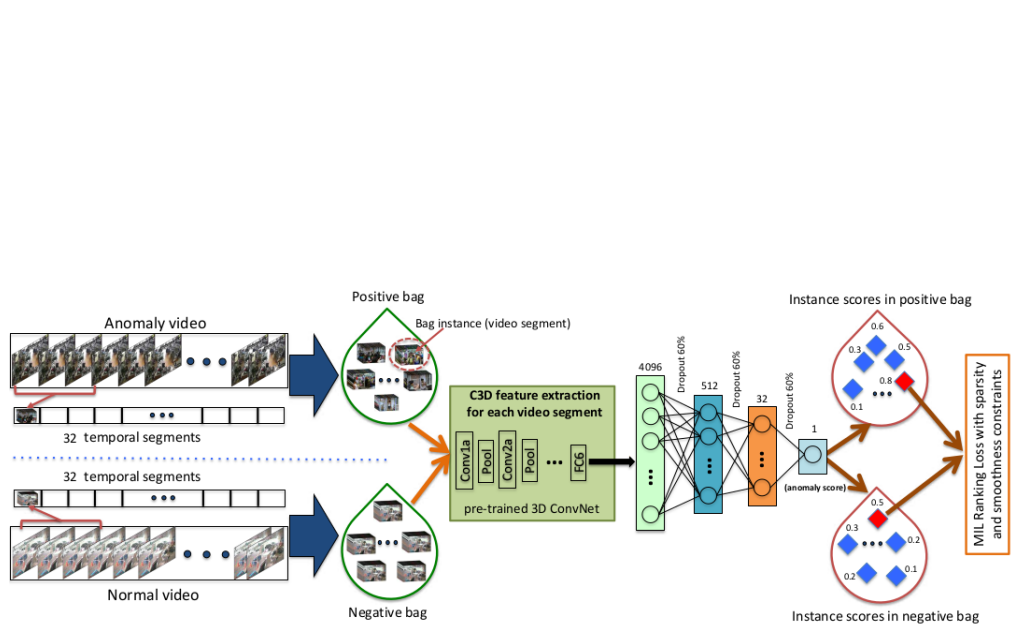 Anomaly video
32 temporal segments
32 temporal segments
Normal video
Positive bag
Bag instance (video segment)
Negative bag
C3D feature extraction
for each video segment
Conv1a
Pool
Conv2a
Pool
FC6
pre-trained 3D ConvNet
4096
Dropout 60%
512
Dropout 60%
32
Dropout 60%
1
(anomaly score)
Instance scores in positive bag
0.6
0.3
0.5
0.8
0.1
0.5
0.3
0.2
0.2
0.1
Instance scores in negative bag
MIL Ranking Loss with sparsity
and smoothness constraints